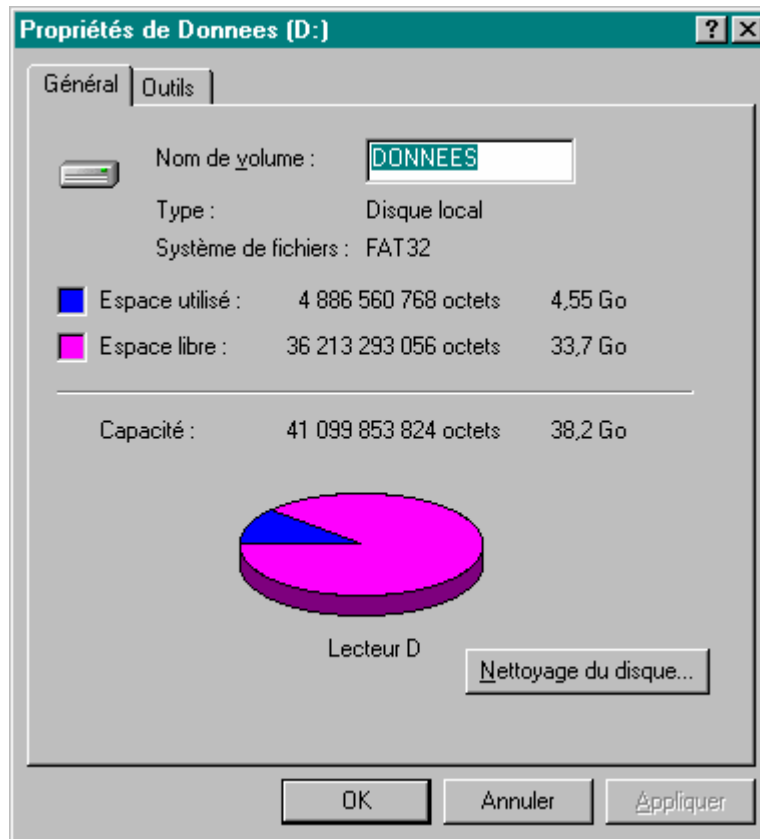 Propriétés de Donnees (D:)
Général Outils
Nom de volume : DONNEES
Type : Disque local
Système de fichiers : FAT32
Espace utilisé : 4 886 560 768 octets 4,55 Go
Espace libre : 36 213 293 056 octets 33,7 Go
Capacité : 41 099 853 824 octets 38,2 Go
Lecteur D
Nettoyage du disque...
OK Annuler Appliquer